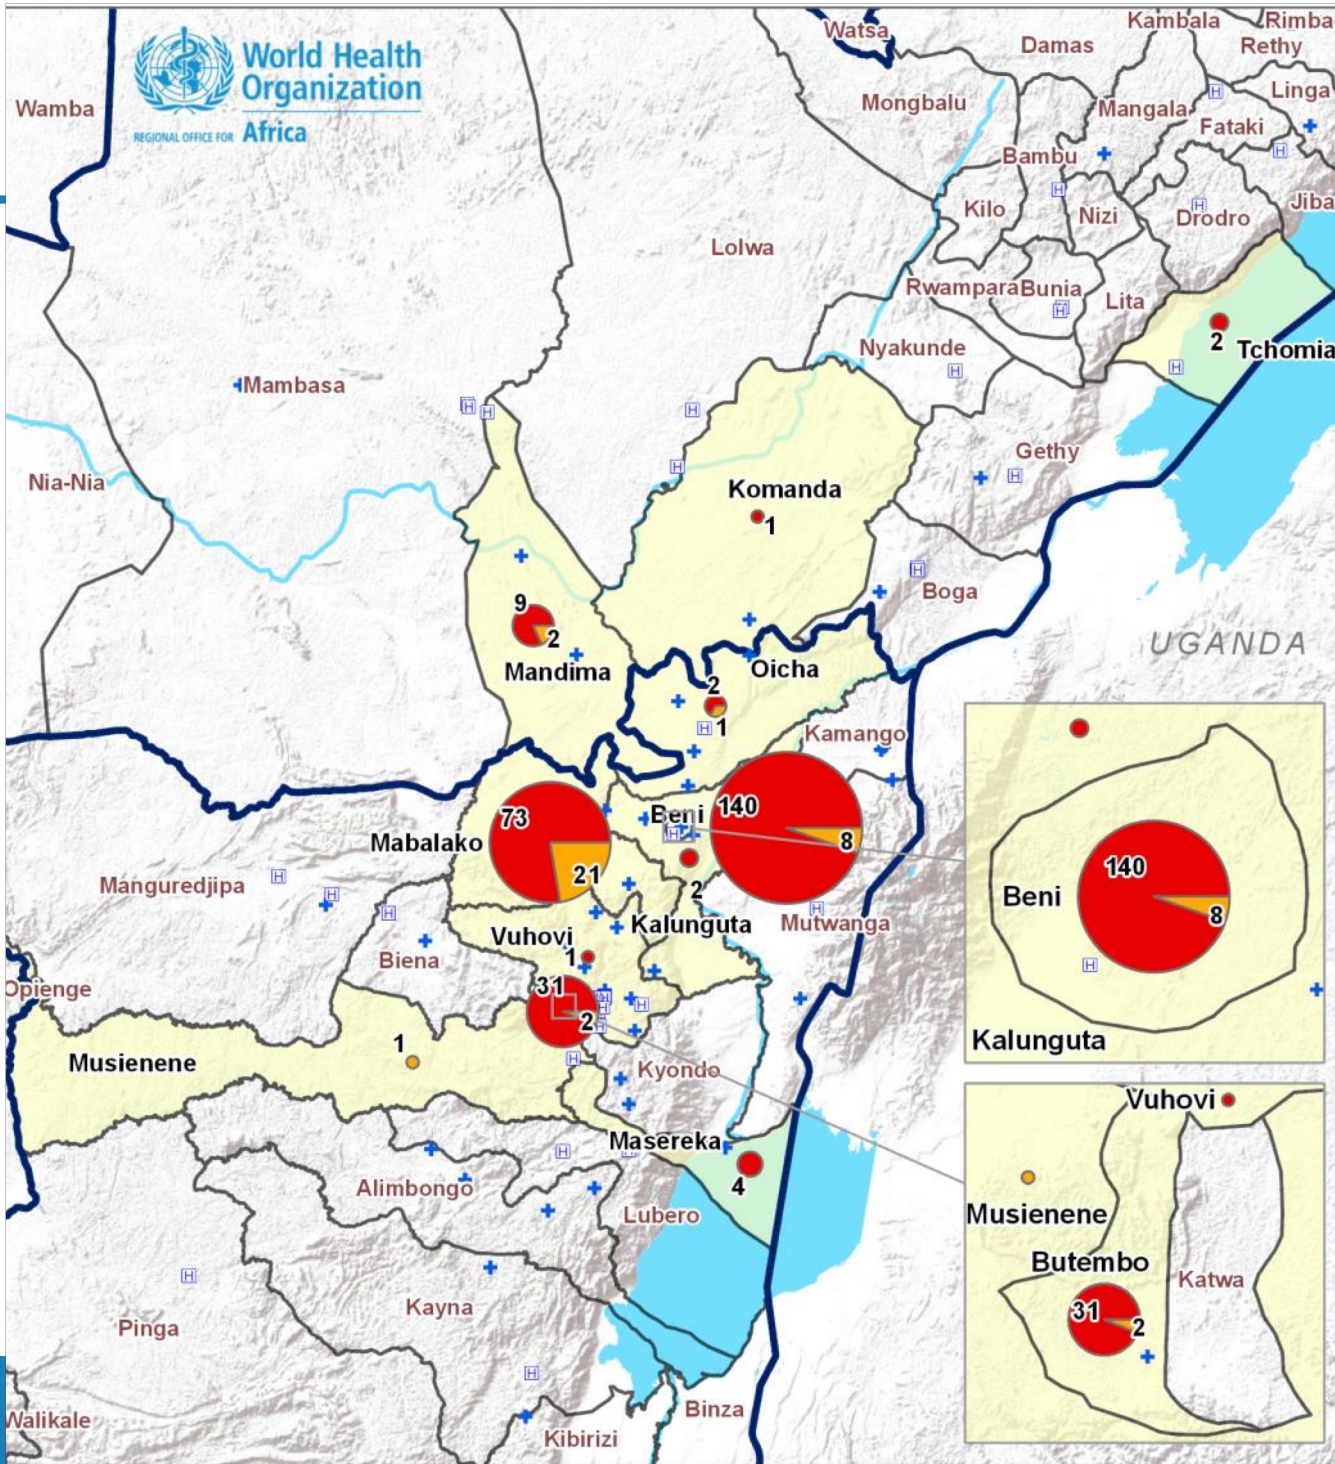 World Health
Organization
REGIONAL OFFICE FOR Africa
Wamba
Watsa
Kambala
Rimba
Damas
Rethy
Mongbalu
Mangala
Linga
Fataki
Bambu
Kilo
Nizi
Drodro
Jiba
Lolwa
Rwampara
Bunia
Lita
2
Tchomia
Nyakunde
Mambasa
Nia-Nia
Gethy
Komanda
1
Boga
9
2
Mandima
Oicha
2
1
UGANDA
Kamango
73
21
Mabalako
Beni
140
8
2
Manguredjipa
Kalunguta
Mutwanga
Vuhovi
1
Biena
Opienge
31
2
Musienene
1
Kyondo
Masereka
4
Alimbongo
Lubero
Kayna
Pinga
Walikale
Kibirizi
Binza
140
8
Beni
Kalunguta
Vuhovi
Musienene
Butembo
31
2
Katwa